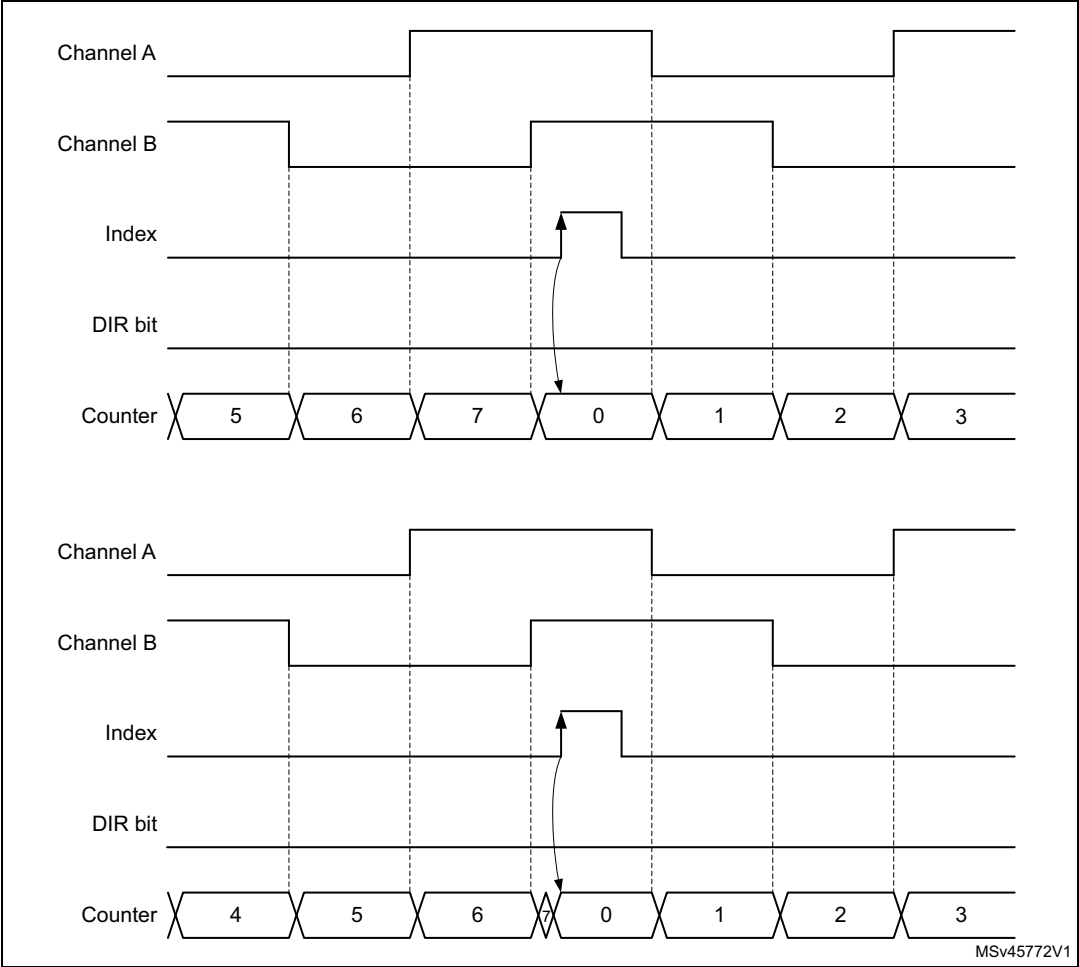 Channel A
Channel B
Index
DIR bit
Counter 5 6 7 0 1 2 3
Channel A
Channel B
Index
DIR bit
Counter 4 5 6 7 0 1 2 3
MSv45772V1